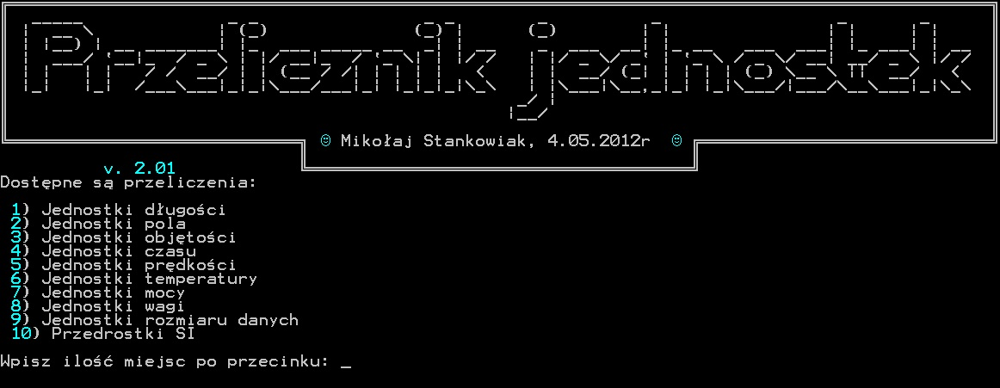 Przelicznik jednostek
Mikołaj Stankowiak, 4.05.2012r
v. 2.01
Dostępne są przeliczenia:
1) Jednostki długości
2) Jednostki pola
3) Jednostki objętości
4) Jednostki czasu
5) Jednostki prędkości
6) Jednostki temperatury
7) Jednostki mocy
8) Jednostki wagi
9) Jednostki rozmiaru danych
10) Przedrostki SI
Wpisz ilość miejsc po przecinku: _